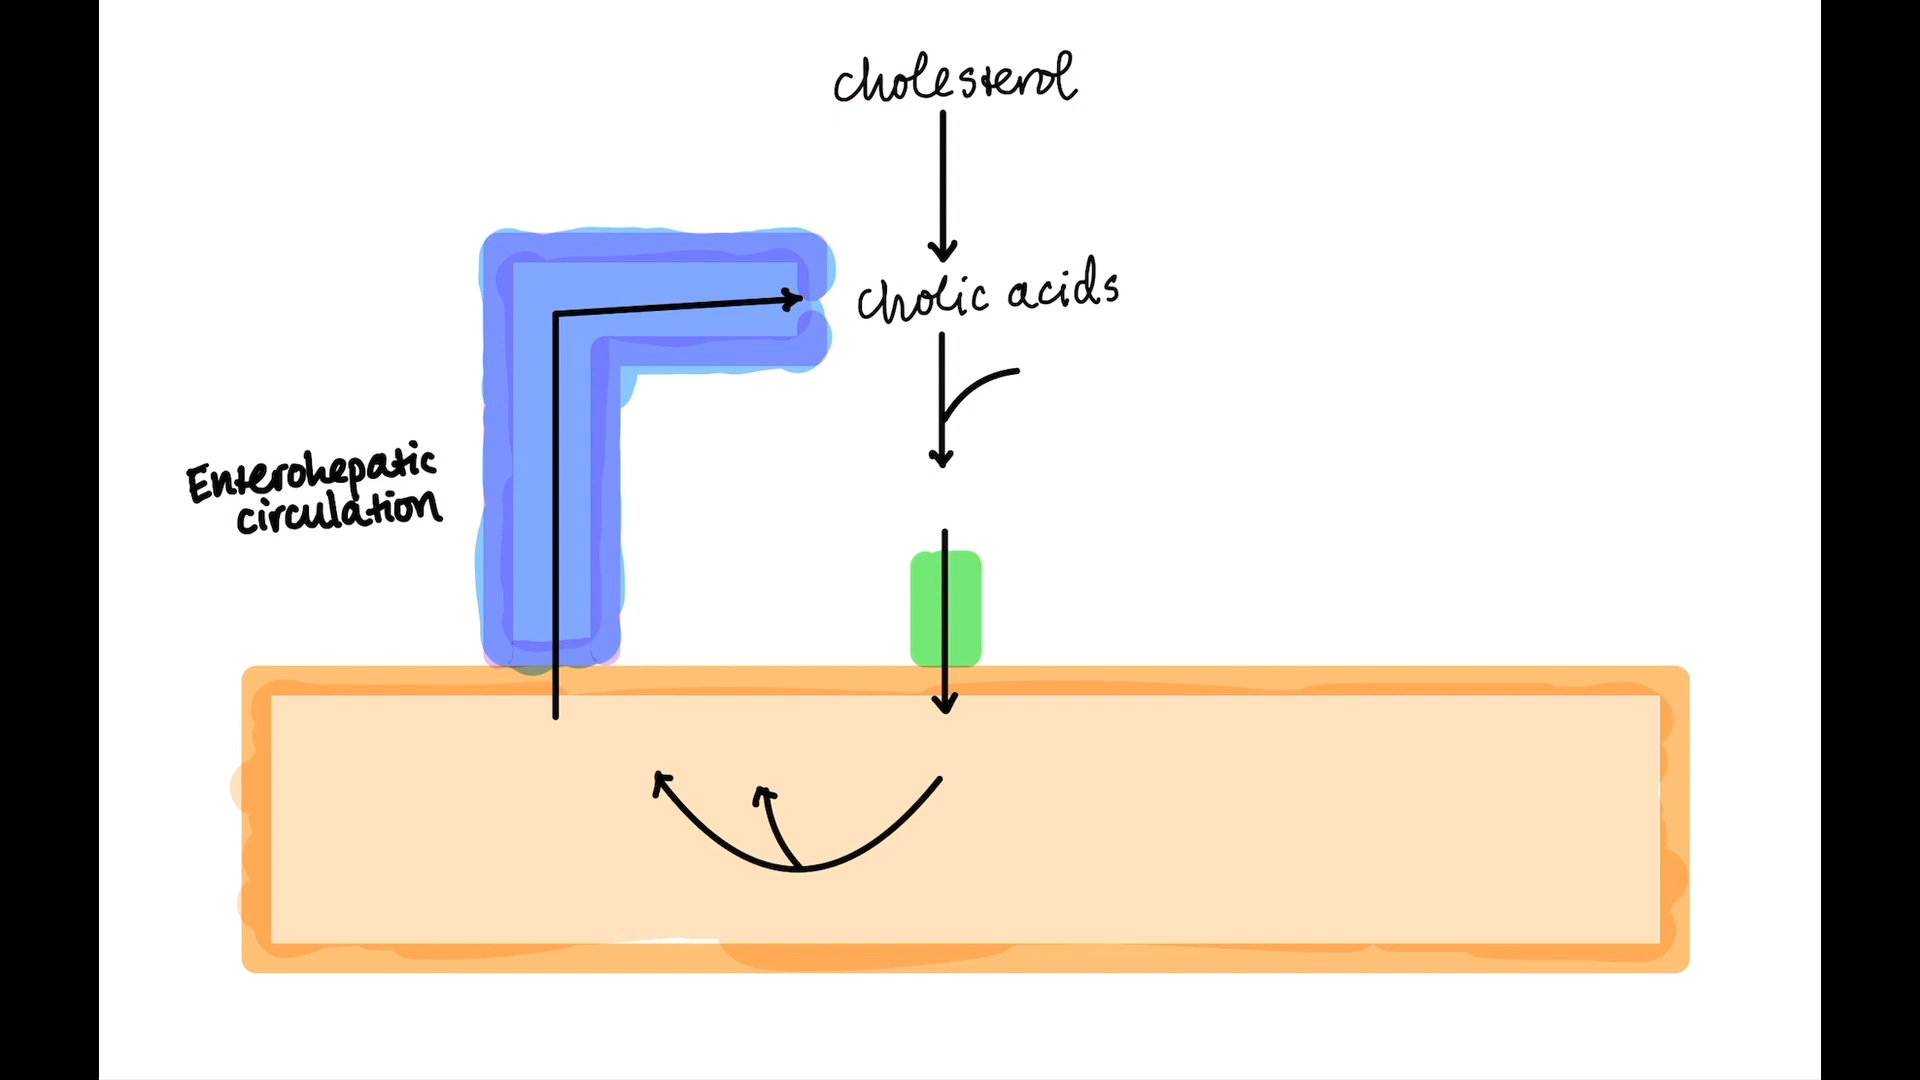 cholesterol
cholic acids
Enterohepatic
circulation